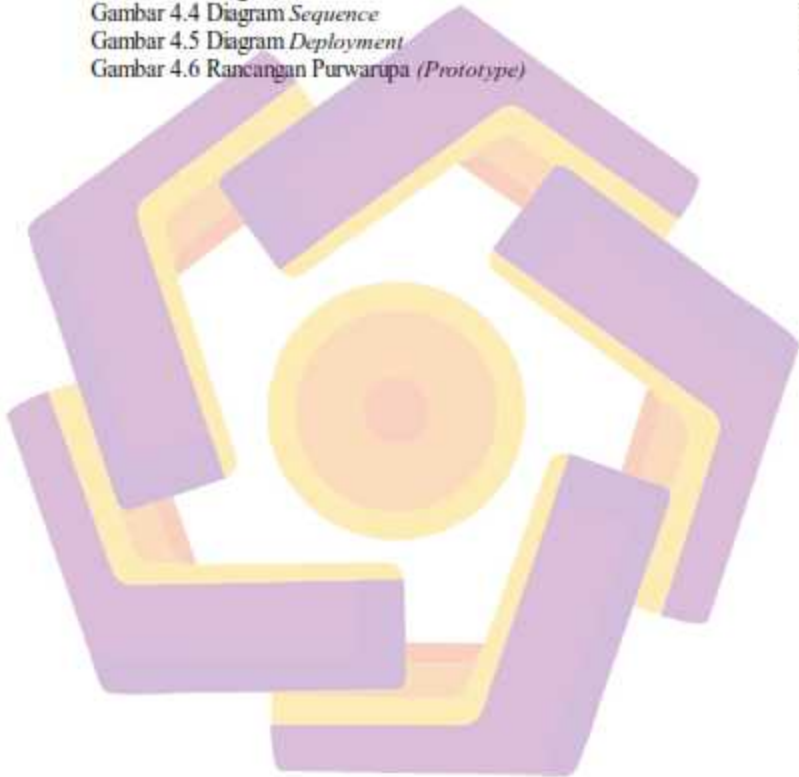 Gambar 4.4 Diagram Sequence
Gambar 4.5 Diagram Deployment
Gambar 4.6 Rancangan Purwarupa (Prototype)